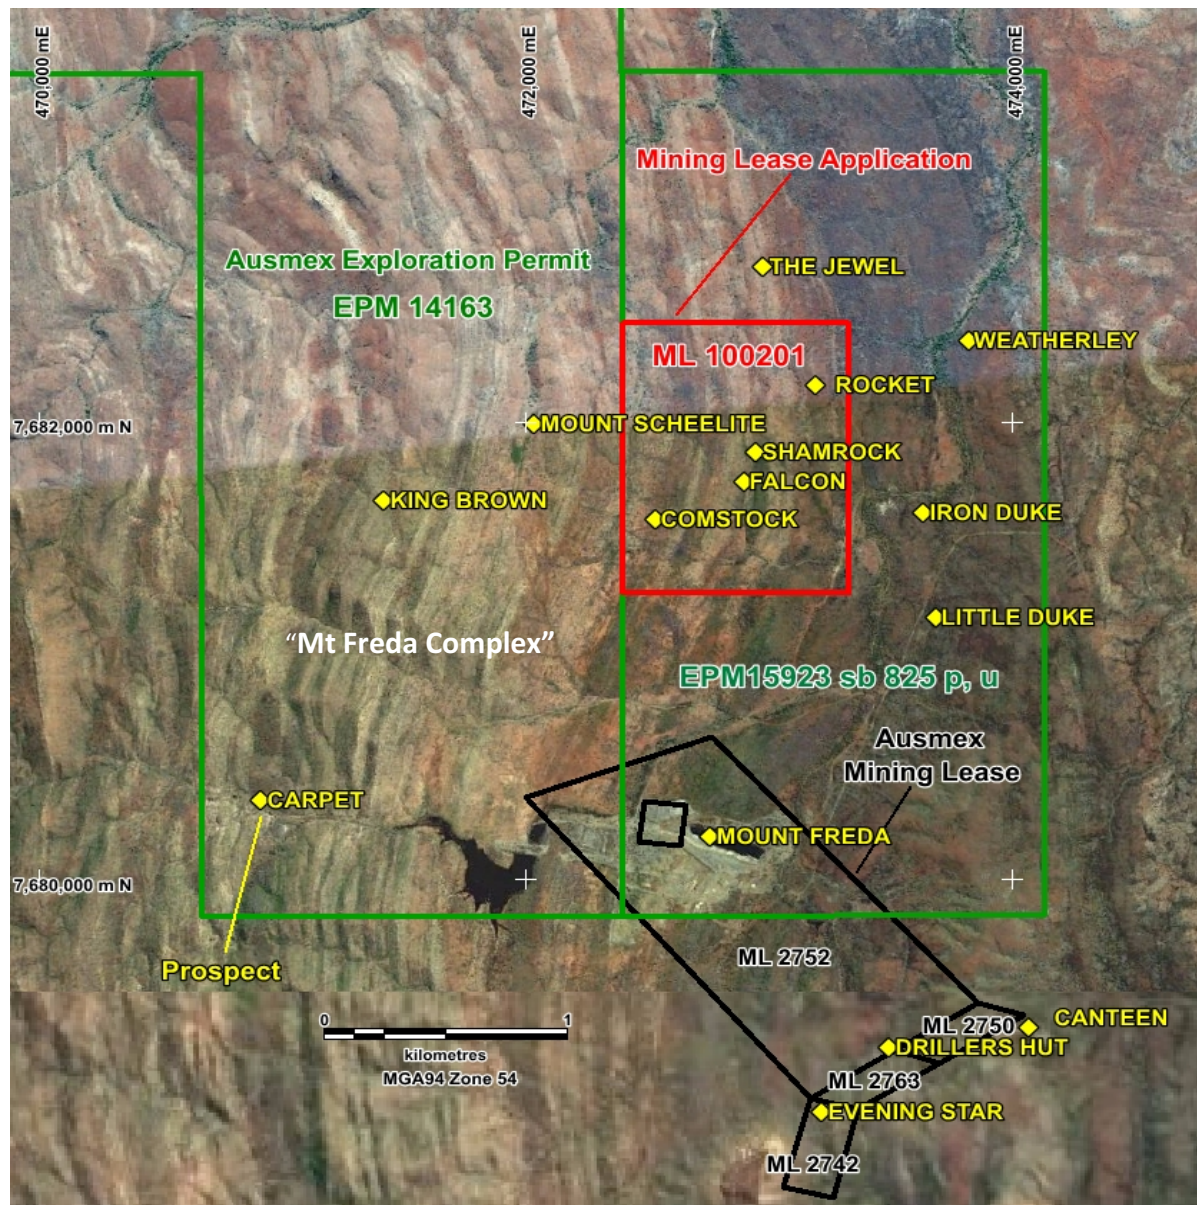 470,000 mE
472,000 mE
474,000 mE
Mining Lease Application
Ausmex Exploration Permit
EPM 14163
THE JEWEL
WEATHERLEY
ML 100201
ROCKET
7,682,000 m N
MOUNT SCHEELITE
SHAMROCK
FALCON
KING BROWN
COMSTOCK
IRON DUKE
LITTLE DUKE
“Mt Freda Complex”
EPM15923 sb 825 p, u
Ausmex
Mining Lease
CARPET
MOUNT FREDA
7,680,000 m N
Prospect
ML 2752
0 1
kilometres
MGA94 Zone 54
ML 2750
CANTEEN
DRILLERS HUT
ML 2763
EVENING STAR
ML 2742